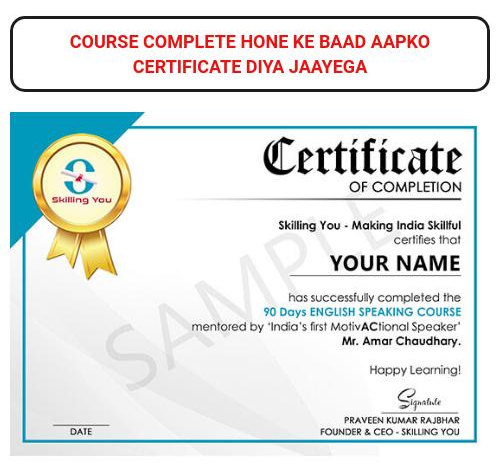 COURSE COMPLETE HONE KE BAAD AAPKO
CERTIFICATE DIYA JAAYEGA
Skilling You
Certificate
OF COMPLETION
Skilling You - Making India Skillful
certifies that
YOUR NAME
has successfully completed the
90 Days ENGLISH SPEAKING COURSE
mentored by ‘India's first MotivACtional Speaker’
Mr. Amar Chaudhary.
Happy Learning!
SAMPLE
Signatute
DATE
PRAVEEN KUMAR RAJBHAR
FOUNDER & CEO - SKILLING YOU